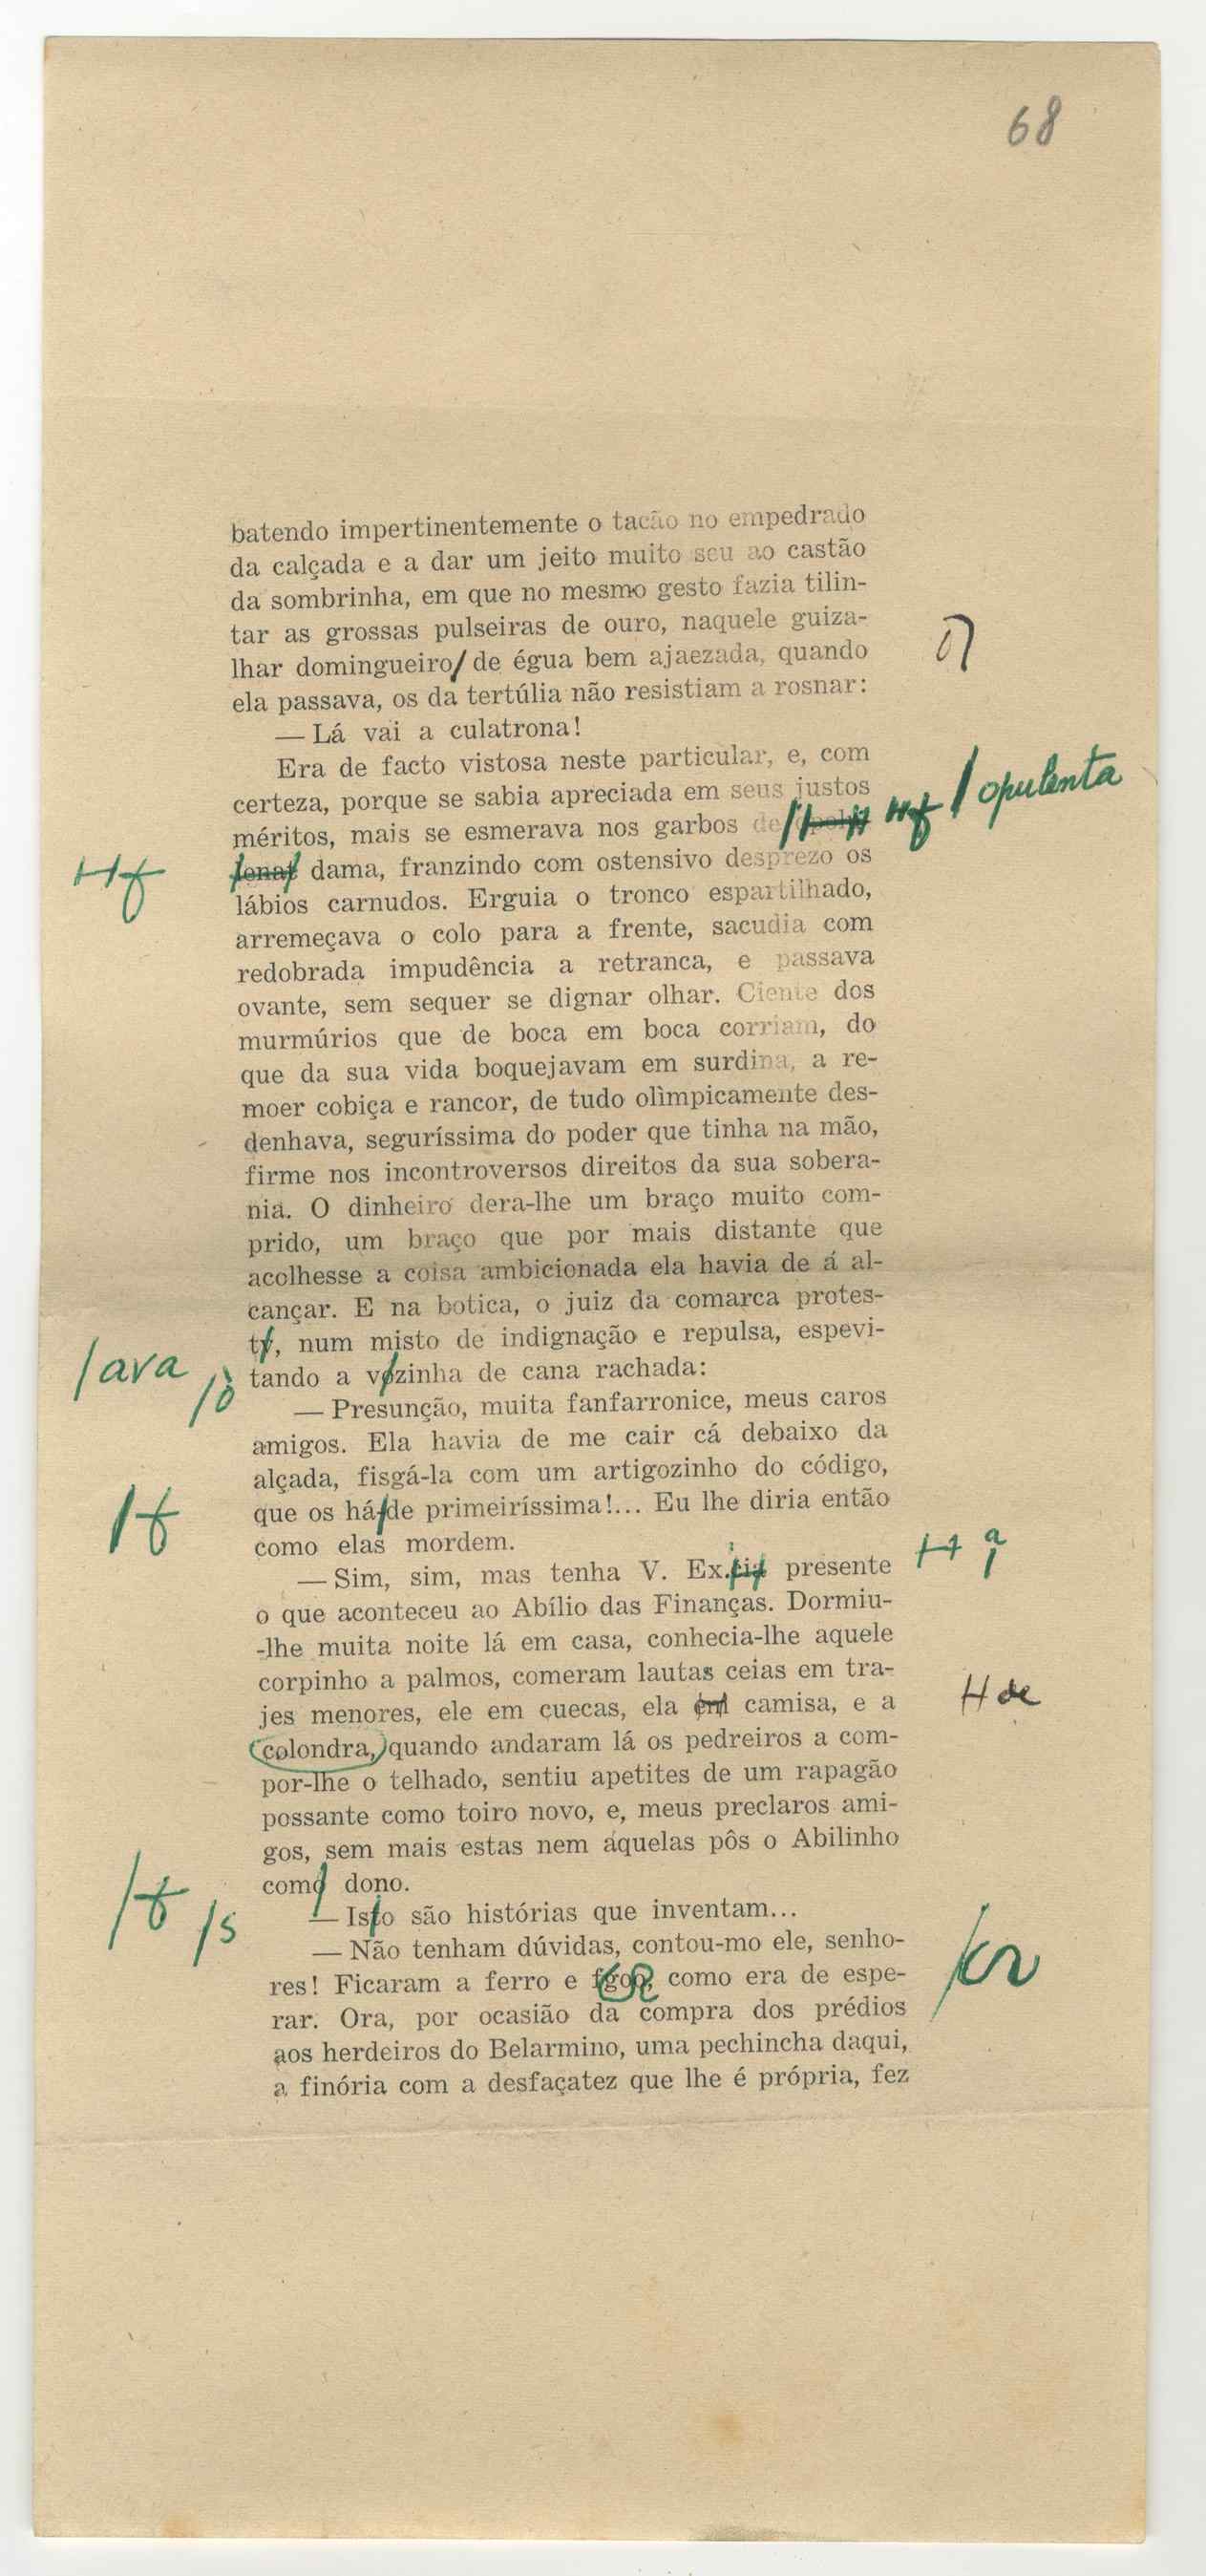 68
batendo impertinentemente o tacão no empedrado
da calçada e a dar um jeito muito seu ao castão
da sombrinha, em que no mesmo gesto fazia tilin-
tar as grossas pulseiras de ouro, naquele guiza-
lhar domingueiro de égua bem ajaezada, quando
ela passava, os da tertúlia não resistiam a rosnar:
— Lá vai a culatrona!
Era de facto vistosa neste particular, e, com
certeza, porque se sabia apreciada em seus justos
méritos, mais se esmerava nos garbos de
opulenta
dama, franzindo com ostensivo desprezo os
lábios carnudos. Erguia o tronco espartilhado,
arremeçava o colo para a frente, sacudia com
redobrada impudência a retranca, e passava
ovante, sem sequer se dignar olhar. Ciente dos
murmúrios que de boca em boca corriam, do
que da sua vida boquejavam em surdina, a re-
moer cobiça e rancor, de tudo olìmpicamente des-
denhava, seguríssima do poder que tinha na mão,
firme nos incontroversos direitos da sua sobera-
nia. O dinheiro dera-lhe um braço muito com-
prido, um braço que por mais distante que
acolhesse a coisa ambicionada ela havia de á al-
cançar. E na botica, o juiz da comarca protes-
t, num misto de indignação e repulsa, espevi-
ava
ò
tando a vozinha de cana rachada:
— Presunção, muita fanfarronice, meus caros
amigos. Ela havia de me cair cá debaixo da
alçada, fisgá-la com um artigozinho do código,
que os há de primeiríssima!... Eu lhe diria então
como elas mordem.
— Sim, sim, mas tenha V. Ex. presente
a
o que aconteceu ao Abílio das Finanças. Dormiu-
-lhe muita noite lá em casa, conhecia-lhe aquele
corpinho a palmos, comeram lautas ceias em tra-
jes menores, ele em cuecas, ela em camisa, e a
de
colondra, quando andaram lá os pedreiros a com-
por-lhe o telhado, sentiu apetites de um rapagão
possante como toiro novo, e, meus preclaros ami-
gos, sem mais estas nem àquelas pôs o Abilinho
como dono.
— Isto são histórias que inventam...
s
— Não tenham dúvidas, contou-mo ele, senho-
res! Ficaram a ferro e fgoo, como era de espe-
rar. Ora, por ocasião da compra dos prédios
aos herdeiros do Belarmino, uma pechincha daqui,
a finória com a desfaçatez que lhe é própria, fez